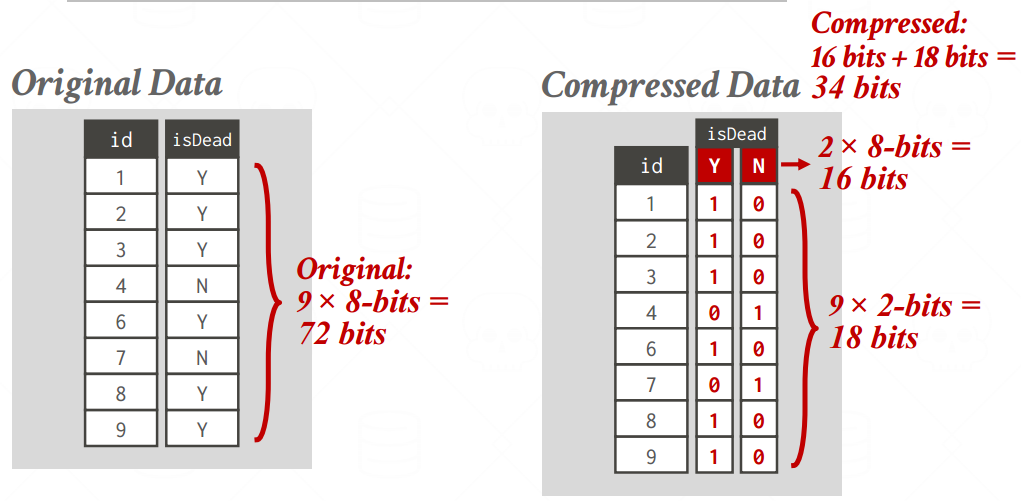 Original Data
id isDead
1 Y
2 Y
3 Y
4 N
6 Y
7 N
8 Y
9 Y
Original:
9 × 8-bits =
72 bits
Compressed Data
Compressed:
16 bits + 18 bits =
34 bits
isDead
id Y N
2 × 8-bits =
16 bits
1 1 0
2 1 0
3 1 0
4 0 1
6 1 0
7 0 1
8 1 0
9 1 0
9 × 2-bits =
18 bits